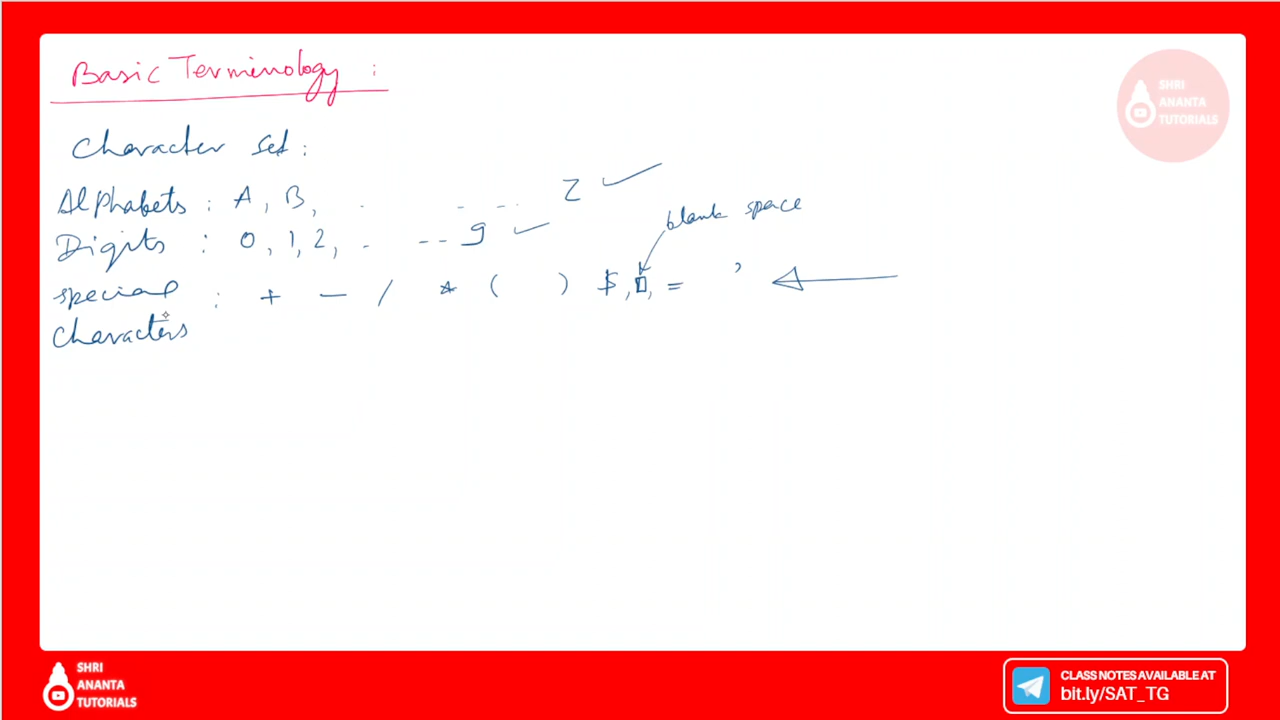 Basic Terminology :
SHRI
ANANTA
TUTORIALS
Character set :
Alphabets : A, B, . - - . . . Z
blank space
Digits : 0, 1, 2, . - - . . 9
special : + - / * ( ) $, □, = ’
characters
SHRI
ANANTA
TUTORIALS
CLASS NOTES AVAILABLE AT
bit.ly/SAT_TG